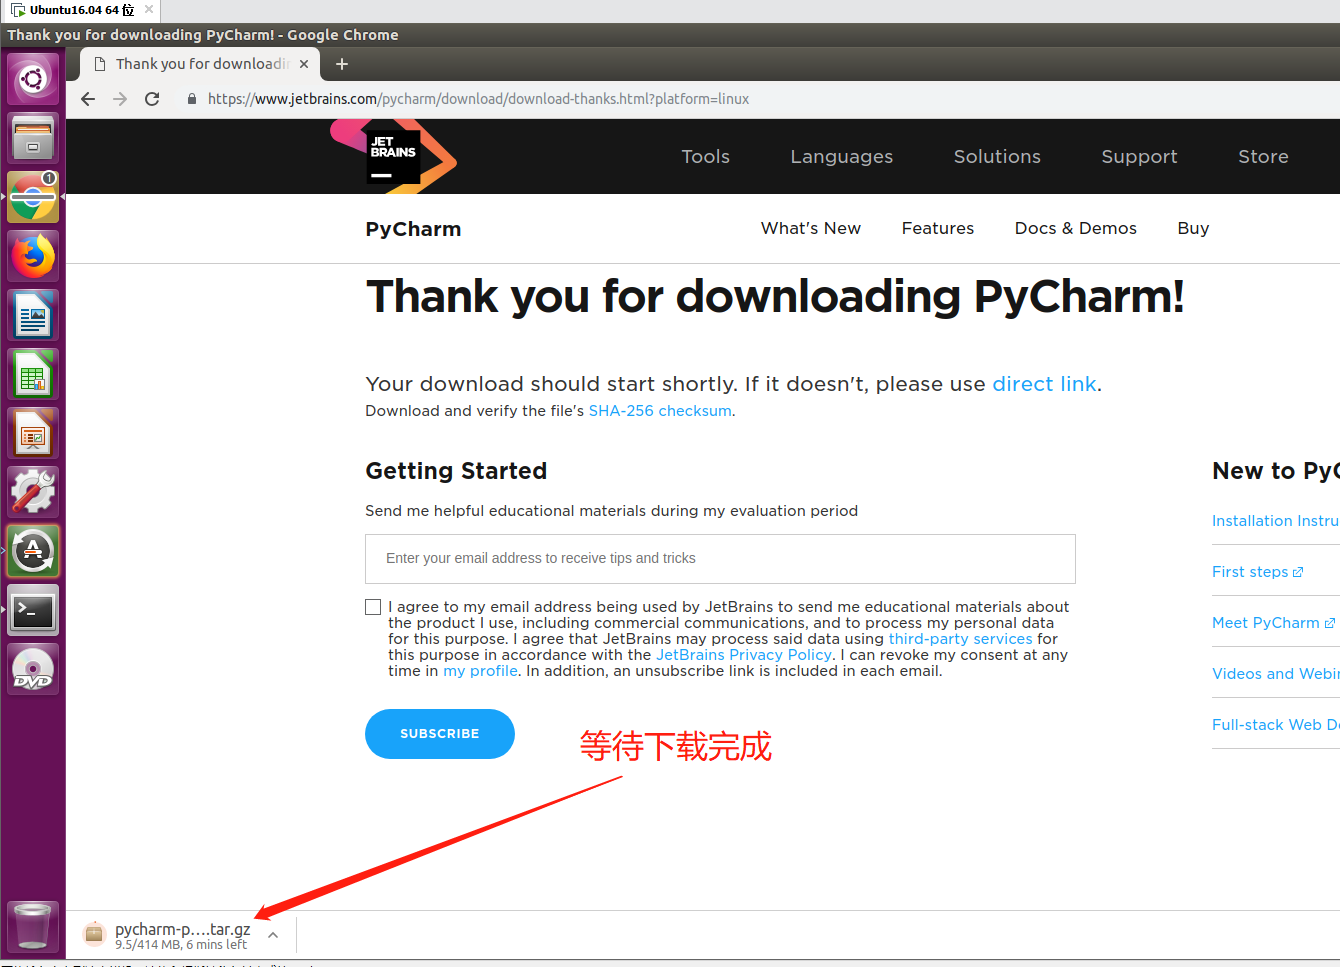 Ubuntu16.04 64 位
Thank you for downloading PyCharm! - Google Chrome
Thank you for downloadin
https://www.jetbrains.com/pycharm/download/download-thanks.html?platform=linux
JET
BRAINS
Tools Languages Solutions Support Store
1
PyCharm
What's New Features Docs & Demos Buy
Thank you for downloading PyCharm!
Your download should start shortly. If it doesn't, please use direct link.
Download and verify the file's SHA-256 checksum.
Getting Started
Send me helpful educational materials during my evaluation period
Enter your email address to receive tips and tricks
I agree to my email address being used by JetBrains to send me educational materials about
the product I use, including commercial communications, and to process my personal data
for this purpose. I agree that JetBrains may process said data using third-party services for
this purpose in accordance with the JetBrains Privacy Policy. I can revoke my consent at any
time in my profile. In addition, an unsubscribe link is included in each email.
SUBSCRIBE
New to PyC
Installation Instru
First steps
Meet PyCharm
Videos and Webin
Full-stack Web De
等待下载完成
DVD
pycharm-p....tar.gz
9.5/414 MB, 6 mins left